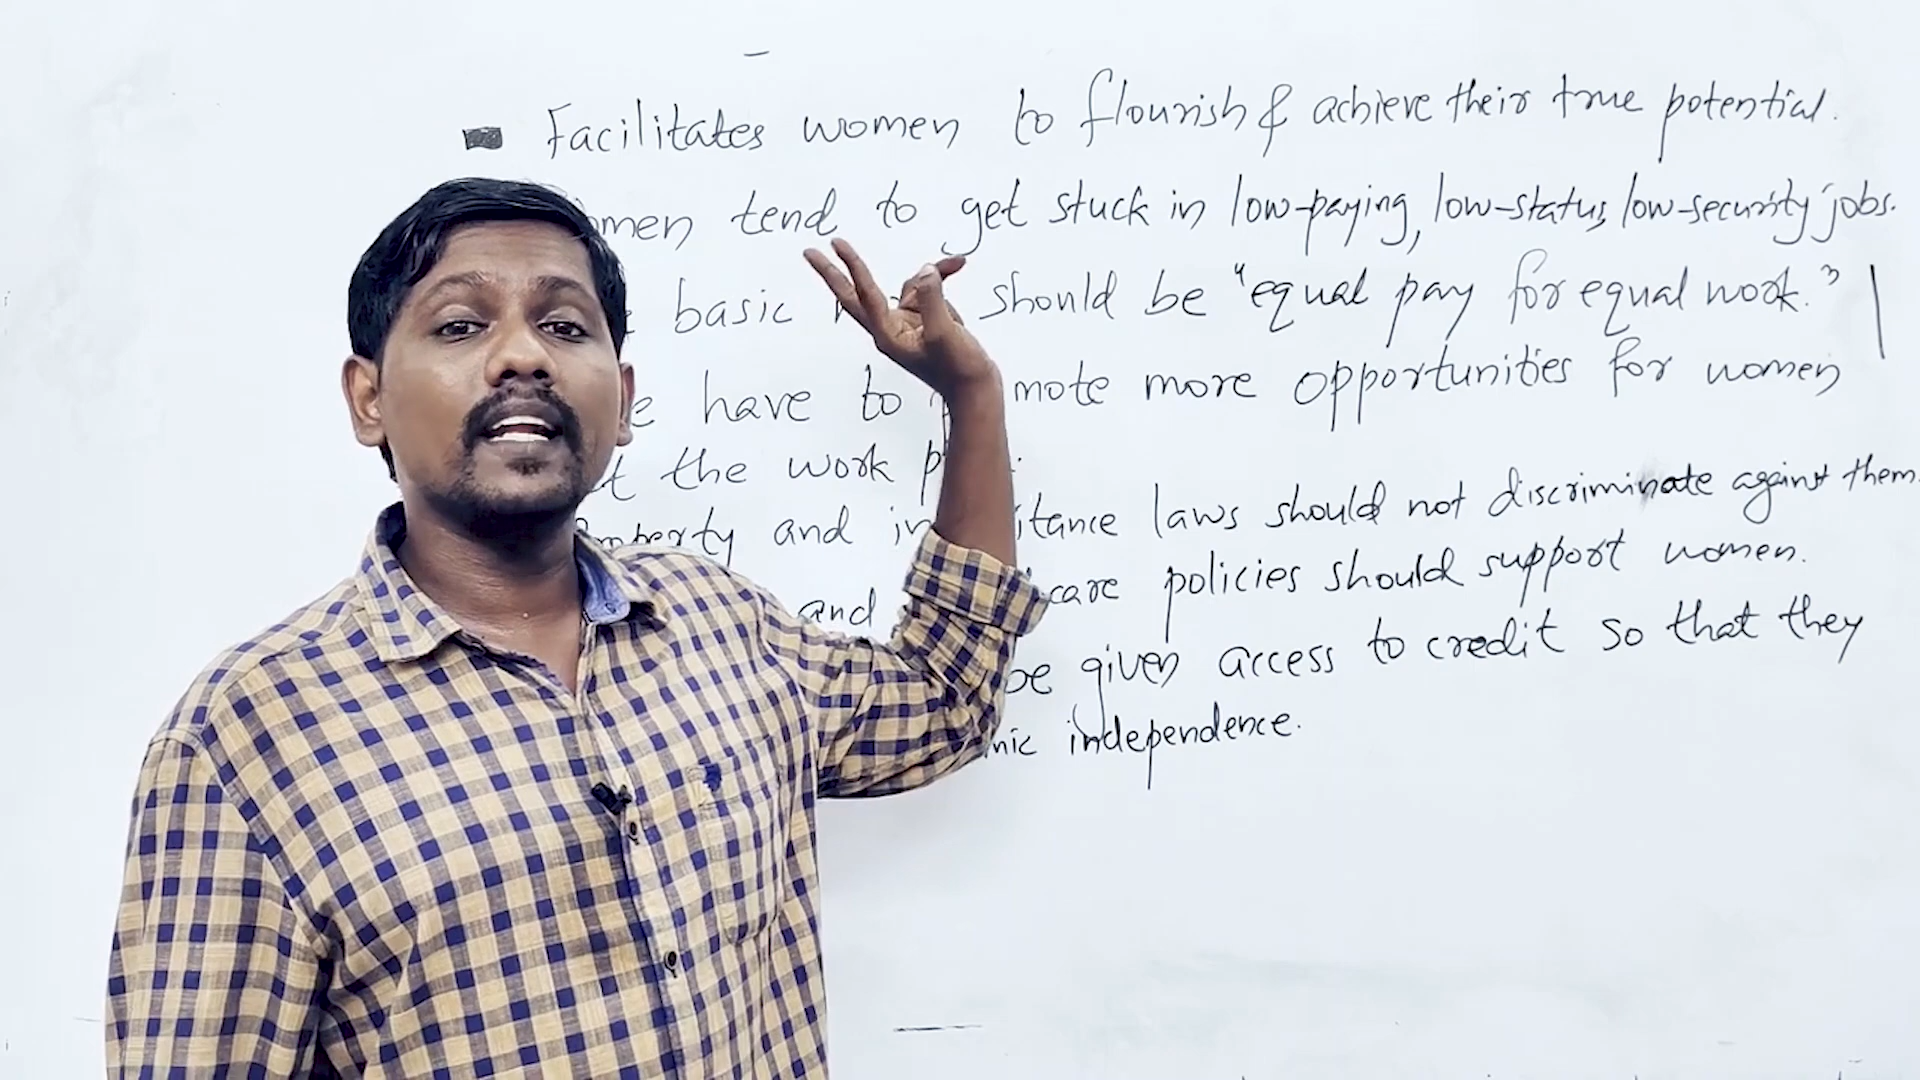 Facilitates women to flourish & achieve their true potential.
omen tend to get stuck in low-paying, low-status, low-security jobs.
basic should be "equal pay for equal work."
have to mote more opportunities for women
the work
and itance laws should not discriminate against them.
and care policies should support women.
be given access to credit so that they
nic independence.